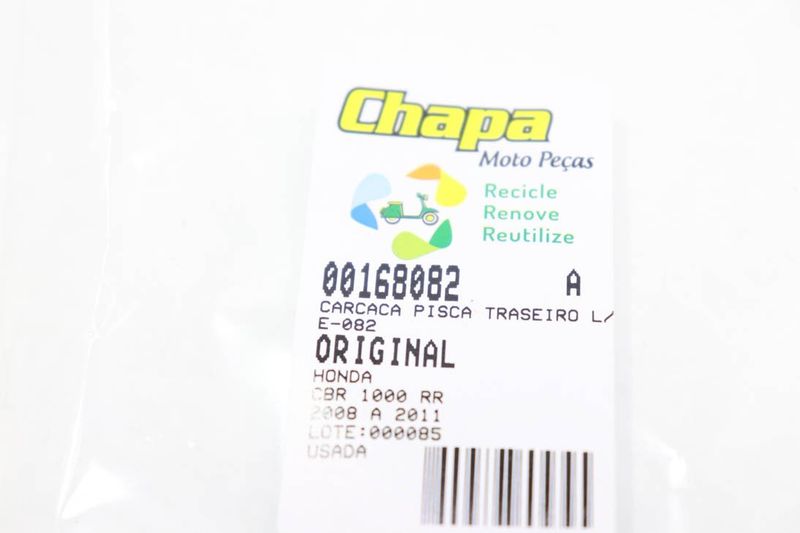 Chapa
Moto Peças
Recicle
Renove
Reutilize
00168082 A
CARCACA PISCA TRASEIRO L/
E-082
ORIGINAL
HONDA
CBR 1000 RR
2008 A 2011
LOTE:000085
USADA